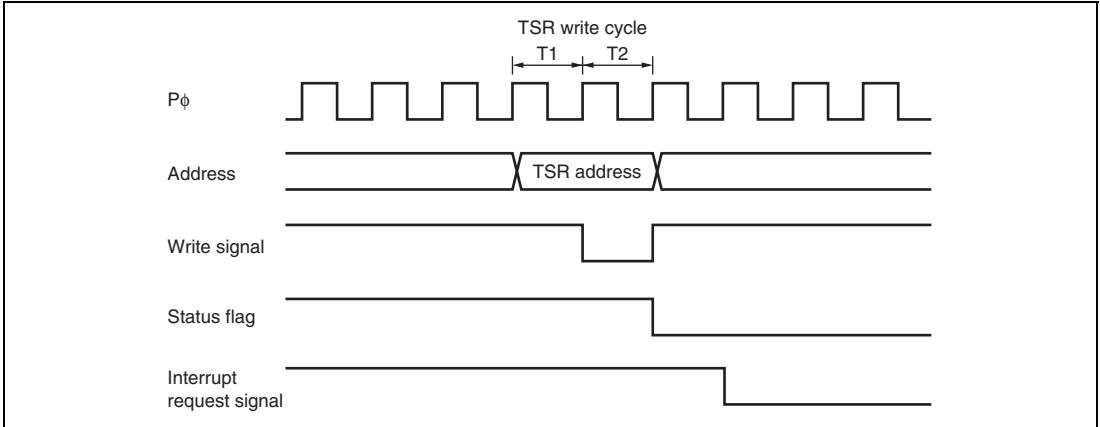 TSR write cycle
T1 T2
Pϕ
Address
TSR address
Write signal
Status flag
Interrupt
request signal